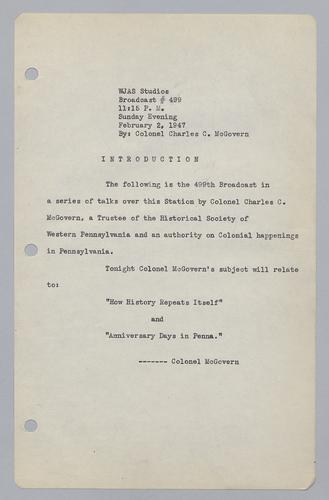 WJAS Studios
Broadcast # 499
11:15 P. M.
Sunday Evening
February 2, 1947
By: Colonel Charles C. McGovern
I N T R O D U C T I O N
The following is the 499th Broadcast in
a series of talks over this Station by Colonel Charles C.
McGovern, a Trustee of the Historical Society of
Western Pennsylvania and an authority on Colonial happenings
in Pennsylvania.
Tonight Colonel McGovern's subject will relate
to:
"How History Repeats Itself"
and
"Anniversary Days in Penna."
------- Colonel McGovern